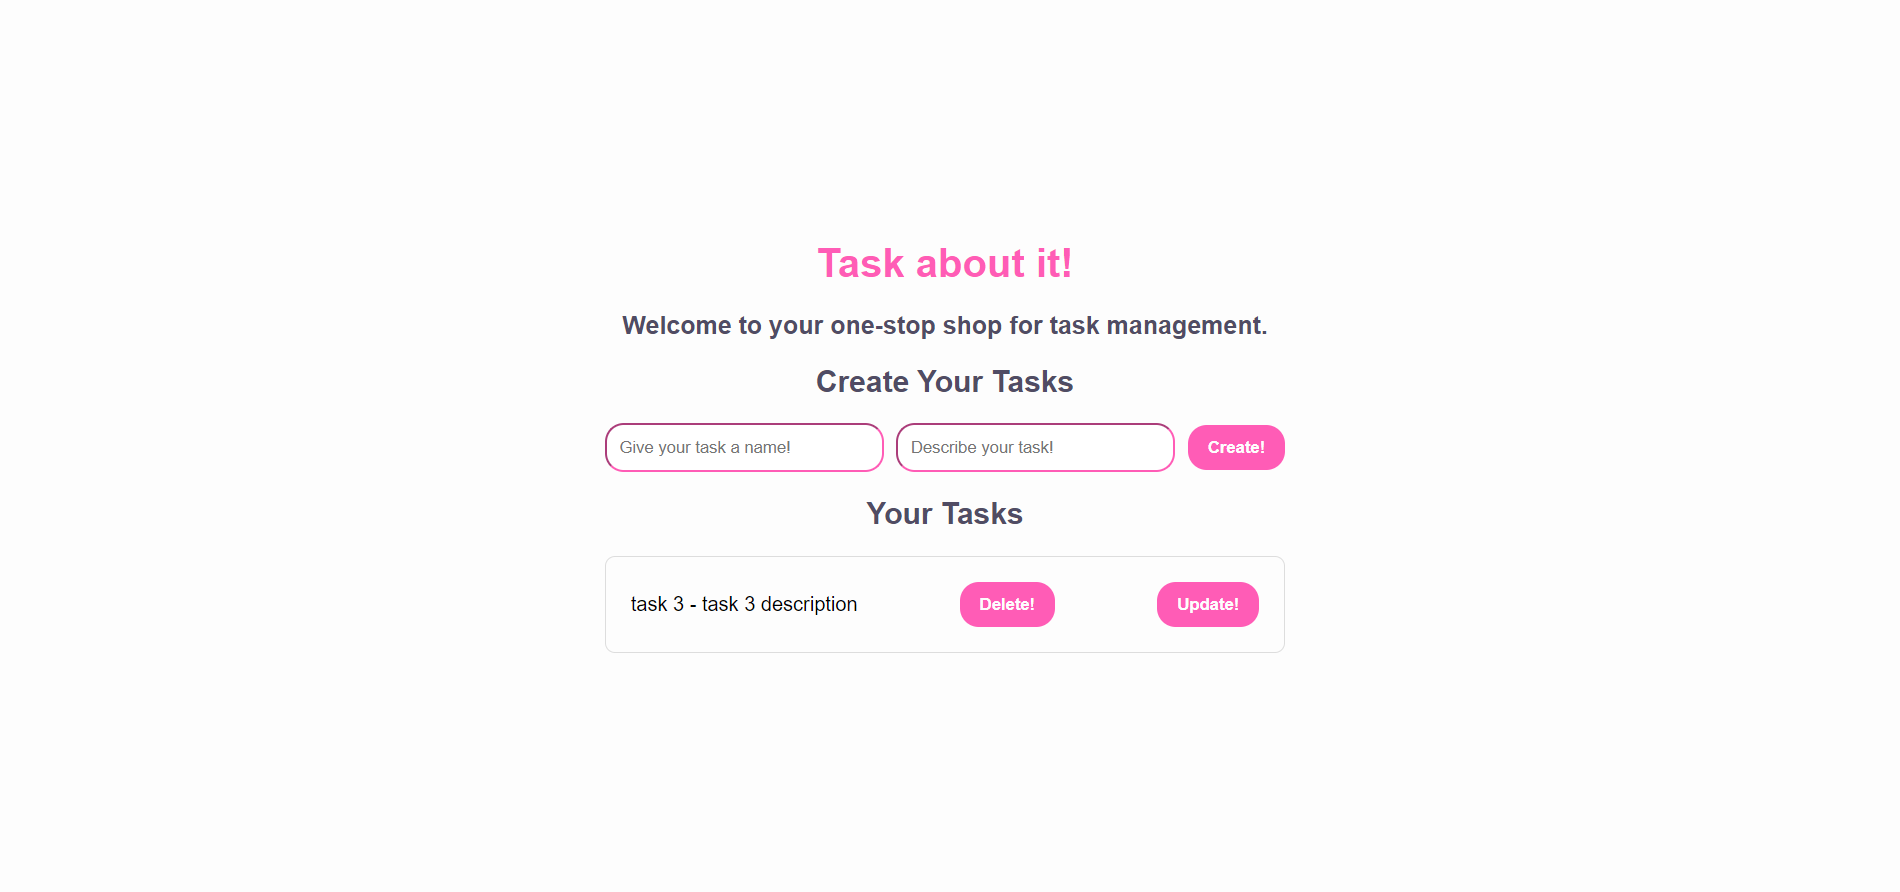 Task about it!
Welcome to your one-stop shop for task management.
Create Your Tasks
Give your task a name! Describe your task! Create!
Your Tasks
task 3 - task 3 description Delete! Update!